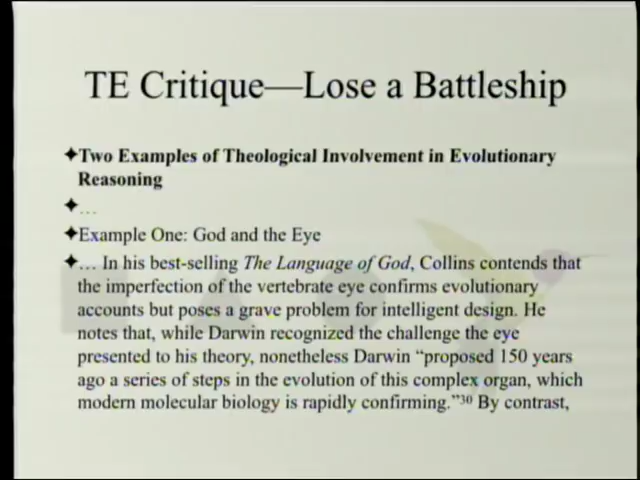 TE Critique—Lose a Battleship
✦Two Examples of Theological Involvement in Evolutionary
Reasoning
✦…
✦Example One: God and the Eye
✦… In his best-selling The Language of God, Collins contends that
the imperfection of the vertebrate eye confirms evolutionary
accounts but poses a grave problem for intelligent design. He
notes that, while Darwin recognized the challenge the eye
presented to his theory, nonetheless Darwin “proposed 150 years
ago a series of steps in the evolution of this complex organ, which
modern molecular biology is rapidly confirming.”³⁰ By contrast,